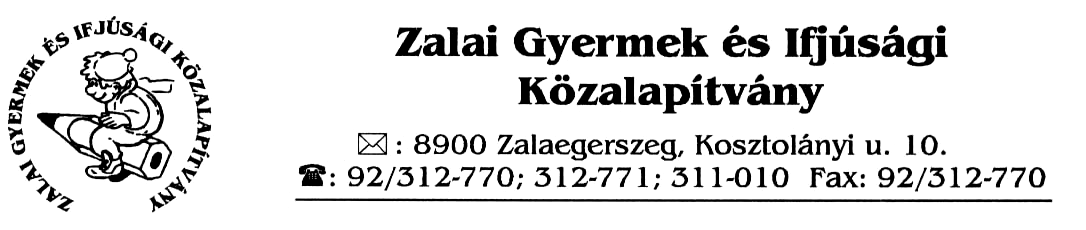 ZALAI GYERMEK ÉS IFJÚSÁGI KÖZALAPÍTVÁNY
Zalai Gyermek és Ifjúsági
Közalapítvány
✉: 8900 Zalaegerszeg, Kosztolányi u. 10.
☎: 92/312-770; 312-771; 311-010 Fax: 92/312-770